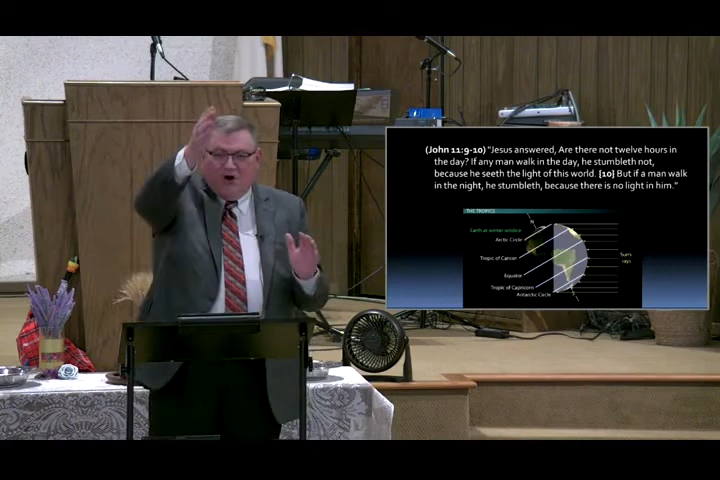 (John 11:9-10) "Jesus answered, Are there not twelve hours in
the day? If any man walk in the day, he stumbleth not,
because he seeth the light of this world. [10] But if a man walk
in the night, he stumbleth, because there is no light in him."
THE TROPICS
Earth at winter solstice
Arctic Circle
Tropic of Cancer
Equator
Tropic of Capricorn
Antarctic Circle
N
Sun's
rays